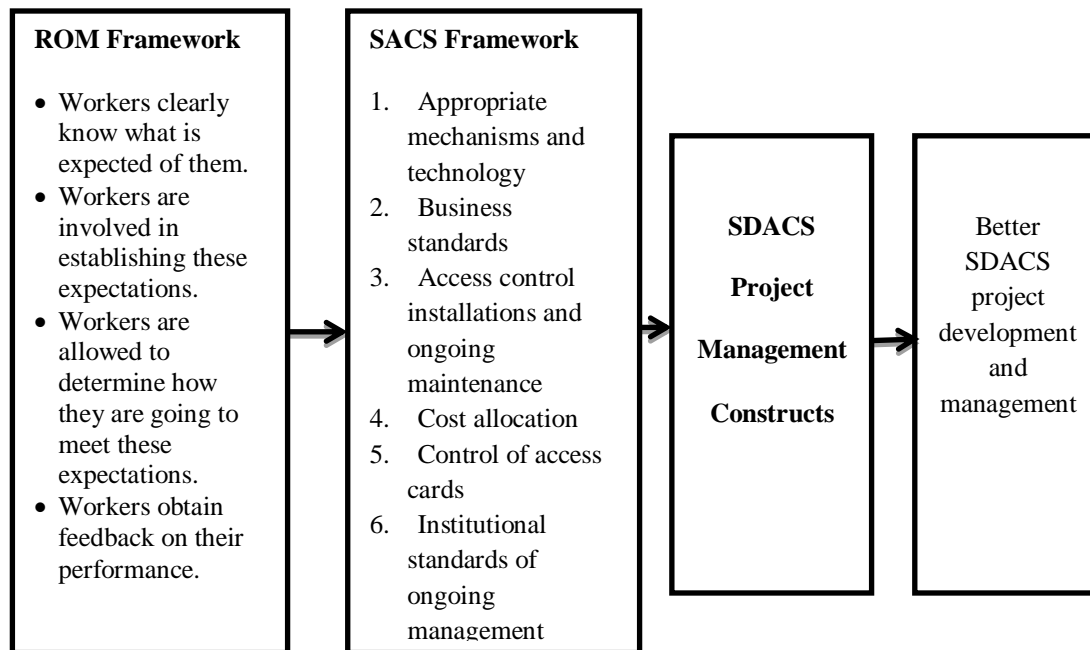 ROM Framework
• Workers clearly
know what is
expected of them.
• Workers are
involved in
establishing these
expectations.
• Workers are
allowed to
determine how
they are going to
meet these
expectations.
• Workers obtain
feedback on their
performance.
SACS Framework
1. Appropriate
mechanisms and
technology
2. Business
standards
3. Access control
installations and
ongoing
maintenance
4. Cost allocation
5. Control of access
cards
6. Institutional
standards of
ongoing
management
SDACS
Project
Management
Constructs
Better
SDACS
project
development
and
management